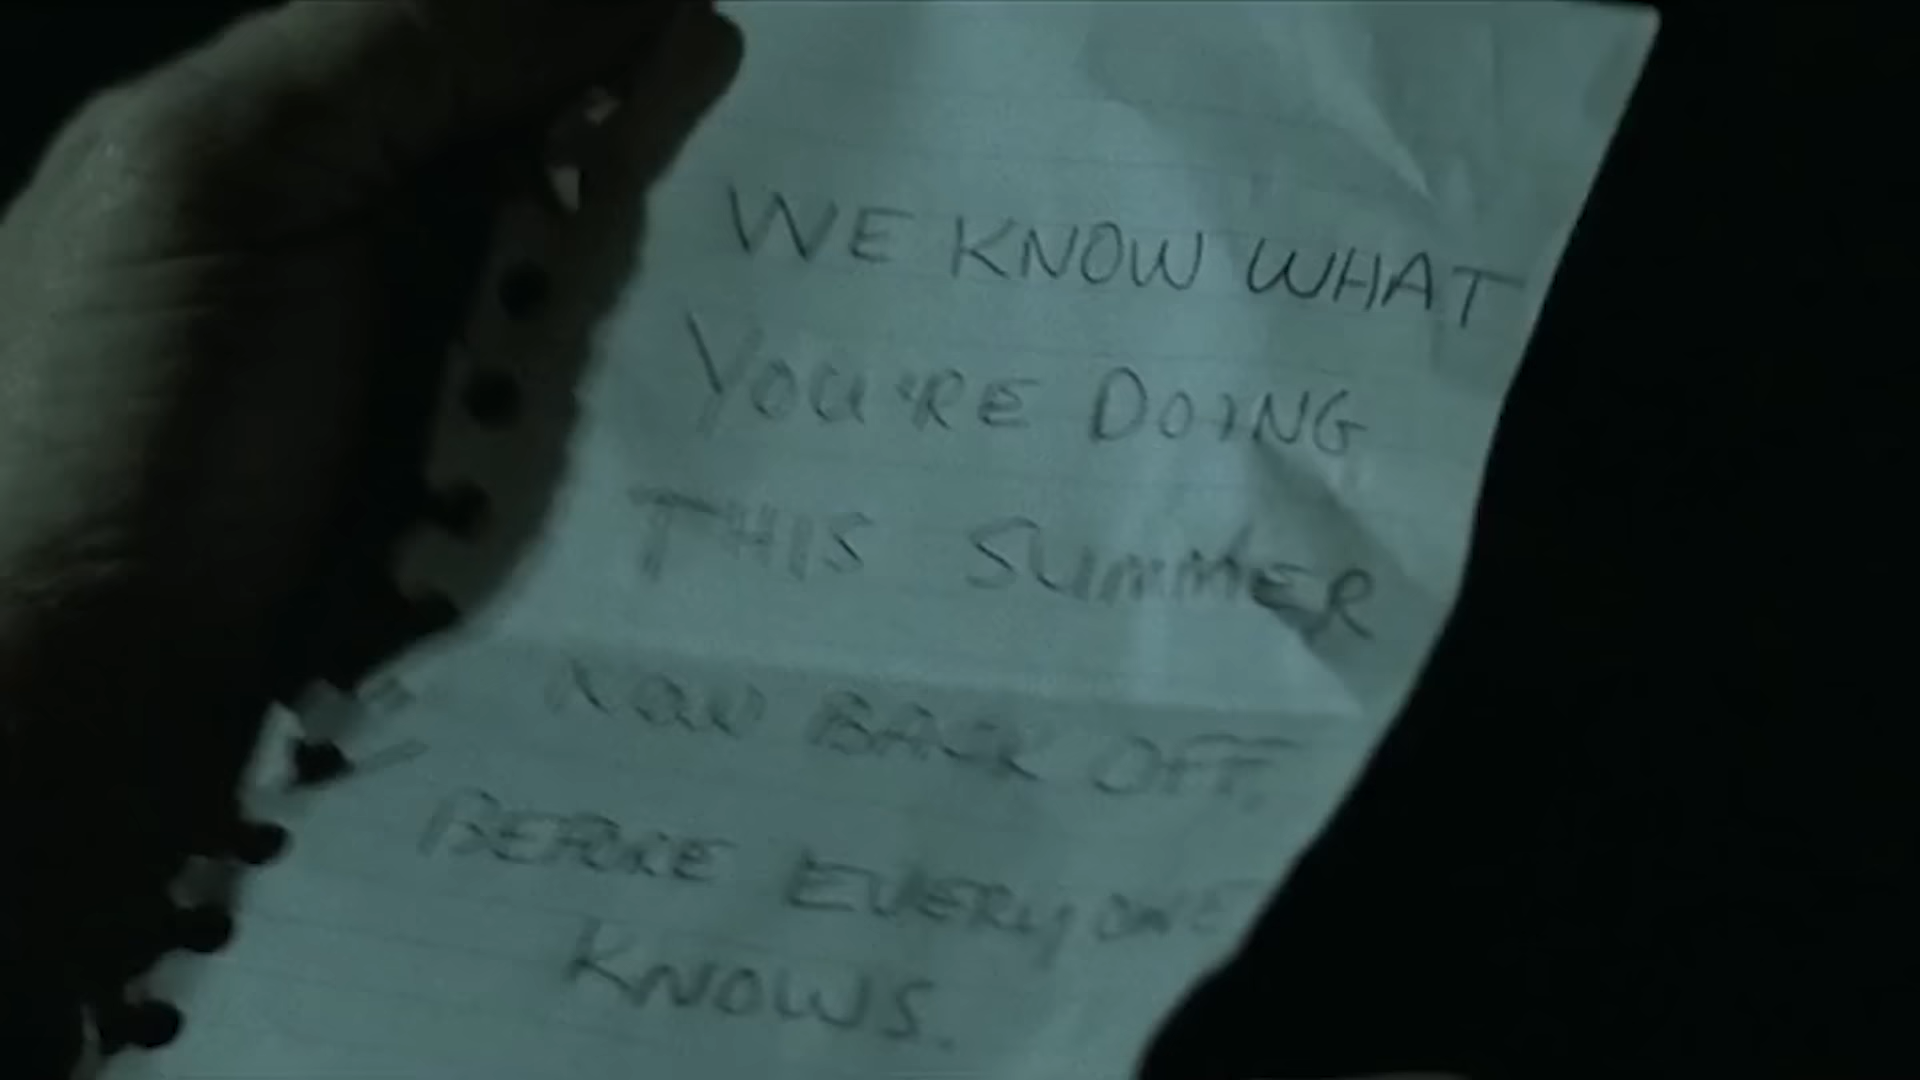 WE KNOW WHAT
YOU'RE DOING
THIS SUMMER
NOW BACK OFF,
BEFORE EVERYONE
KNOWS.